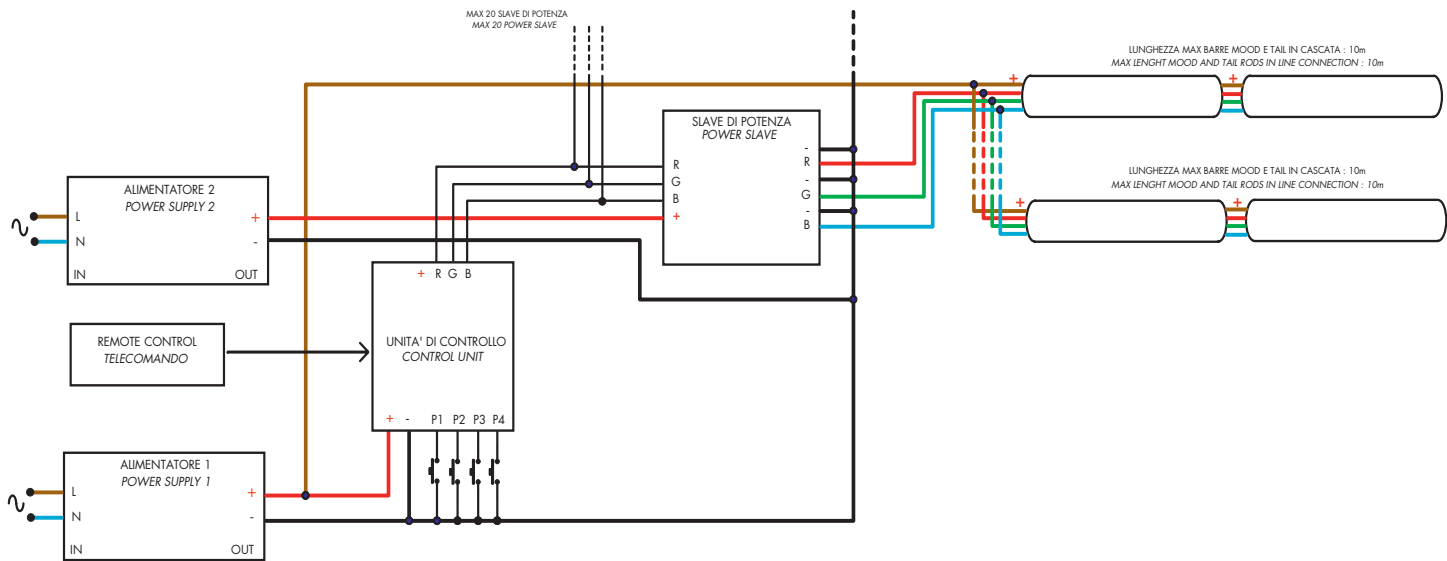 MAX 20 SLAVE DI POTENZA
MAX 20 POWER SLAVE
LUNGHEZZA MAX BARRE MOOD E TAIL IN CASCATA : 10m
MAX LENGHT MOOD AND TAIL RODS IN LINE CONNECTION : 10m
+
+
SLAVE DI POTENZA
POWER SLAVE
R
G
B
+
-
R
-
G
-
B
LUNGHEZZA MAX BARRE MOOD E TAIL IN CASCATA : 10m
MAX LENGHT MOOD AND TAIL RODS IN LINE CONNECTION : 10m
+
+
ALIMENTATORE 2
POWER SUPPLY 2
L
N
IN
+
-
OUT
+ R G B
UNITA' DI CONTROLLO
CONTROL UNIT
+ - P1 P2 P3 P4
REMOTE CONTROL
TELECOMANDO
ALIMENTATORE 1
POWER SUPPLY 1
L
N
IN
+
-
OUT